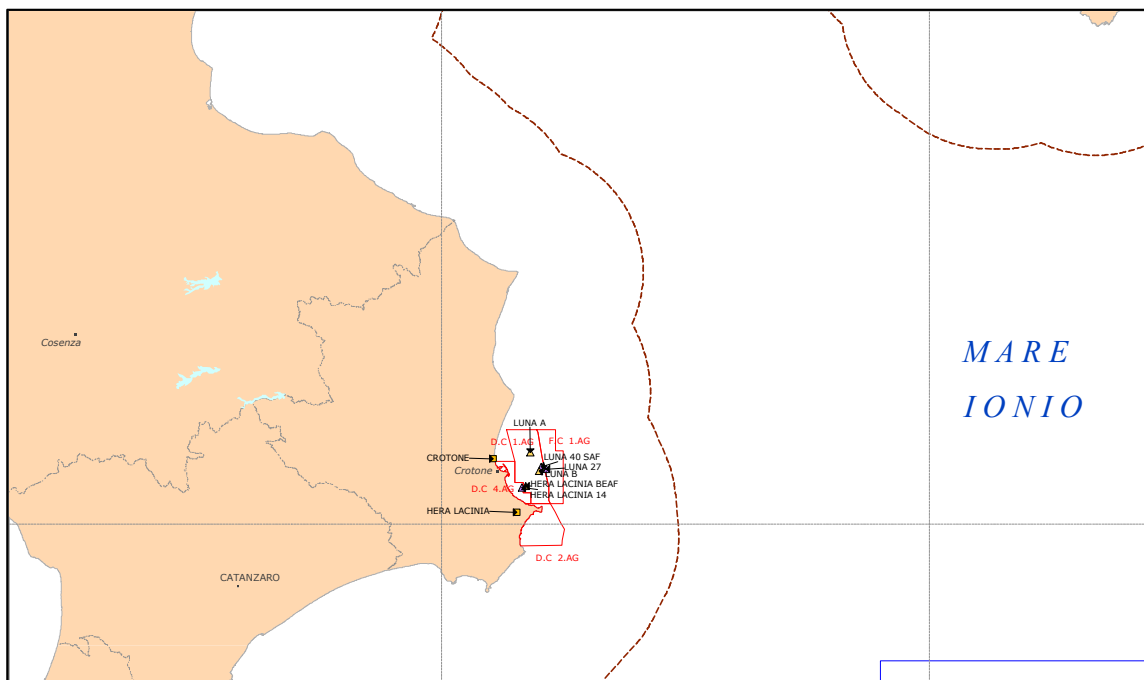 Cosenza
MARE
IONIO
LUNA A
D.C 1.AG
F.C 1.AG
CROTONE
LUNA 40 SAF
LUNA 27
Crotone
LUNA B
D.C 4.AG
HERA LACINIA BEAF
HERA LACINIA 14
HERA LACINIA
D.C 2.AG
CATANZARO